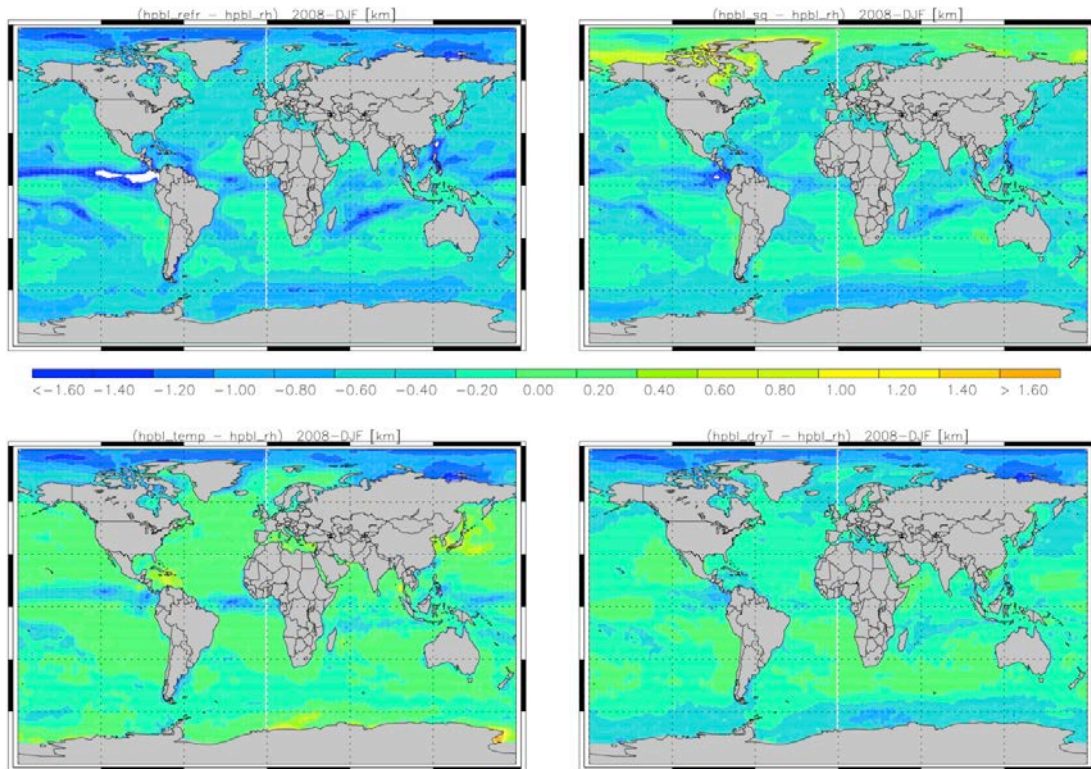 (hpbl_refr – hpbl_rh) 2008–DJF [km]
(hpbl_sq – hpbl_rh) 2008–DJF [km]
<–1.60 –1.40 –1.20 –1.00 –0.80 –0.60 –0.40 –0.20 0.00 0.20 0.40 0.60 0.80 1.00 1.20 1.40 > 1.60
(hpbl_temp – hpbl_rh) 2008–DJF [km]
(hpbl_dryT – hpbl_rh) 2008–DJF [km]